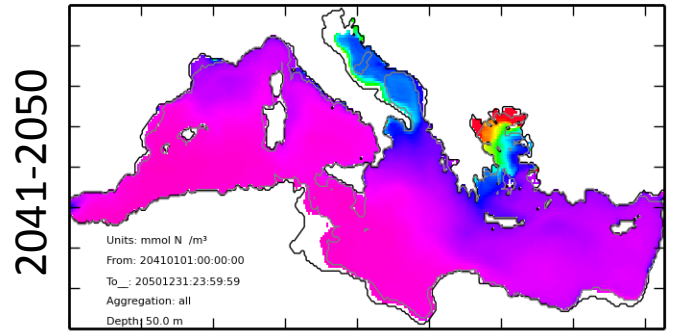 2041-2050
Units: mmol N /m³
From: 20410101:00:00:00
To__: 20501231:23:59:59
Aggregation: all
Depth: 50.0 m